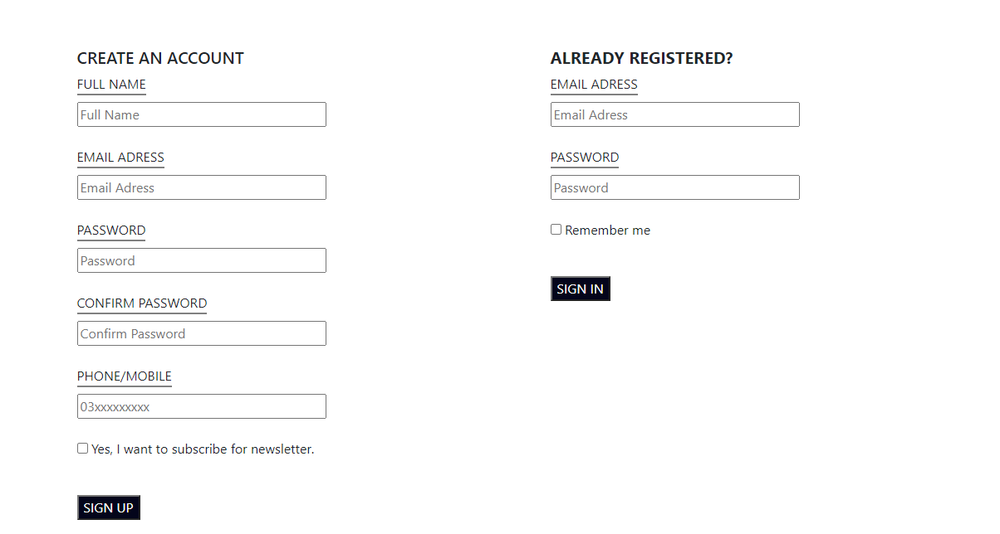 CREATE AN ACCOUNT
FULL NAME
Full Name
EMAIL ADRESS
Email Adress
PASSWORD
Password
CONFIRM PASSWORD
Confirm Password
PHONE/MOBILE
03xxxxxxxxx
Yes, I want to subscribe for newsletter.
SIGN UP
ALREADY REGISTERED?
EMAIL ADRESS
Email Adress
PASSWORD
Password
Remember me
SIGN IN